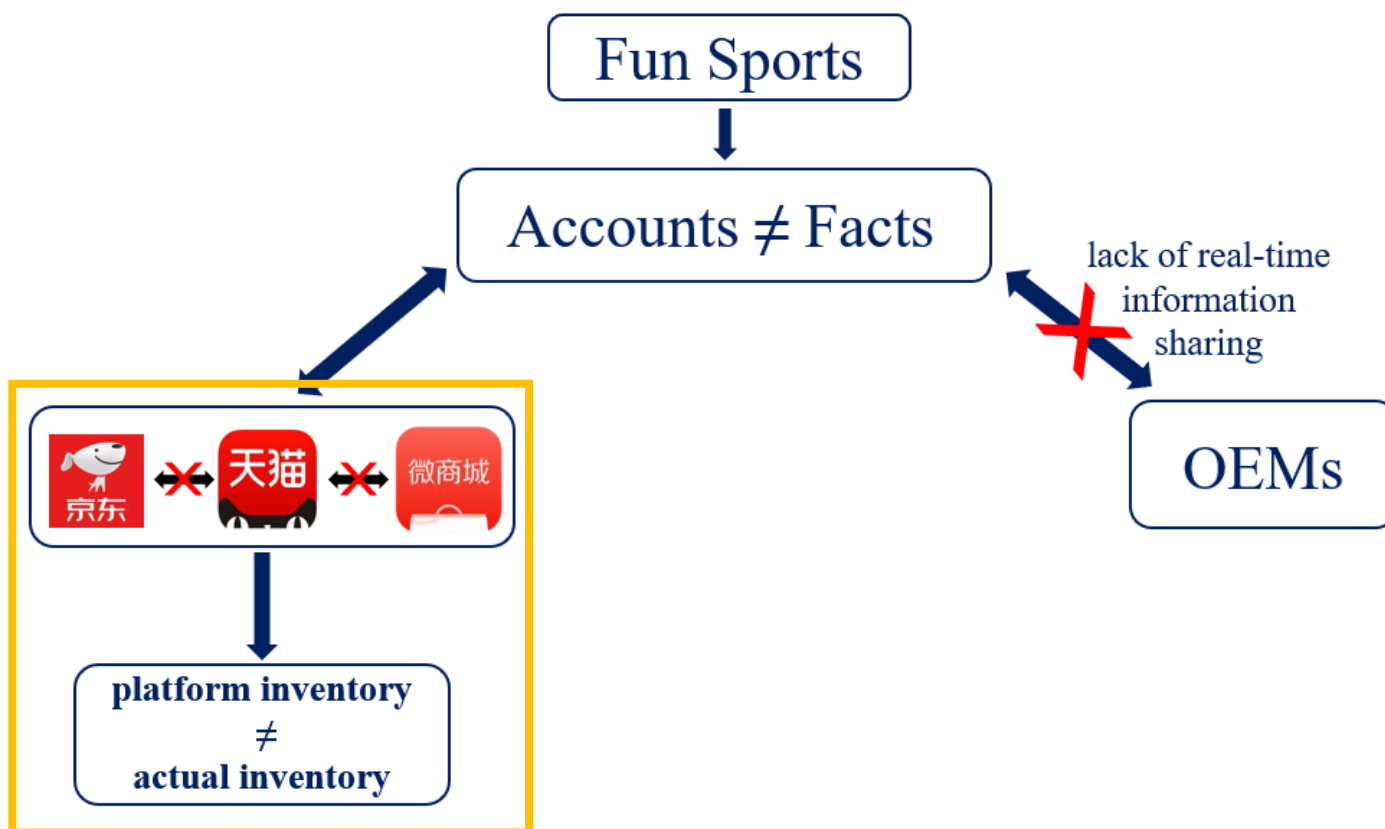 Fun Sports
Accounts ≠ Facts
lack of real-time
information
sharing
京东
天猫
微商城
OEMs
platform inventory
≠
actual inventory